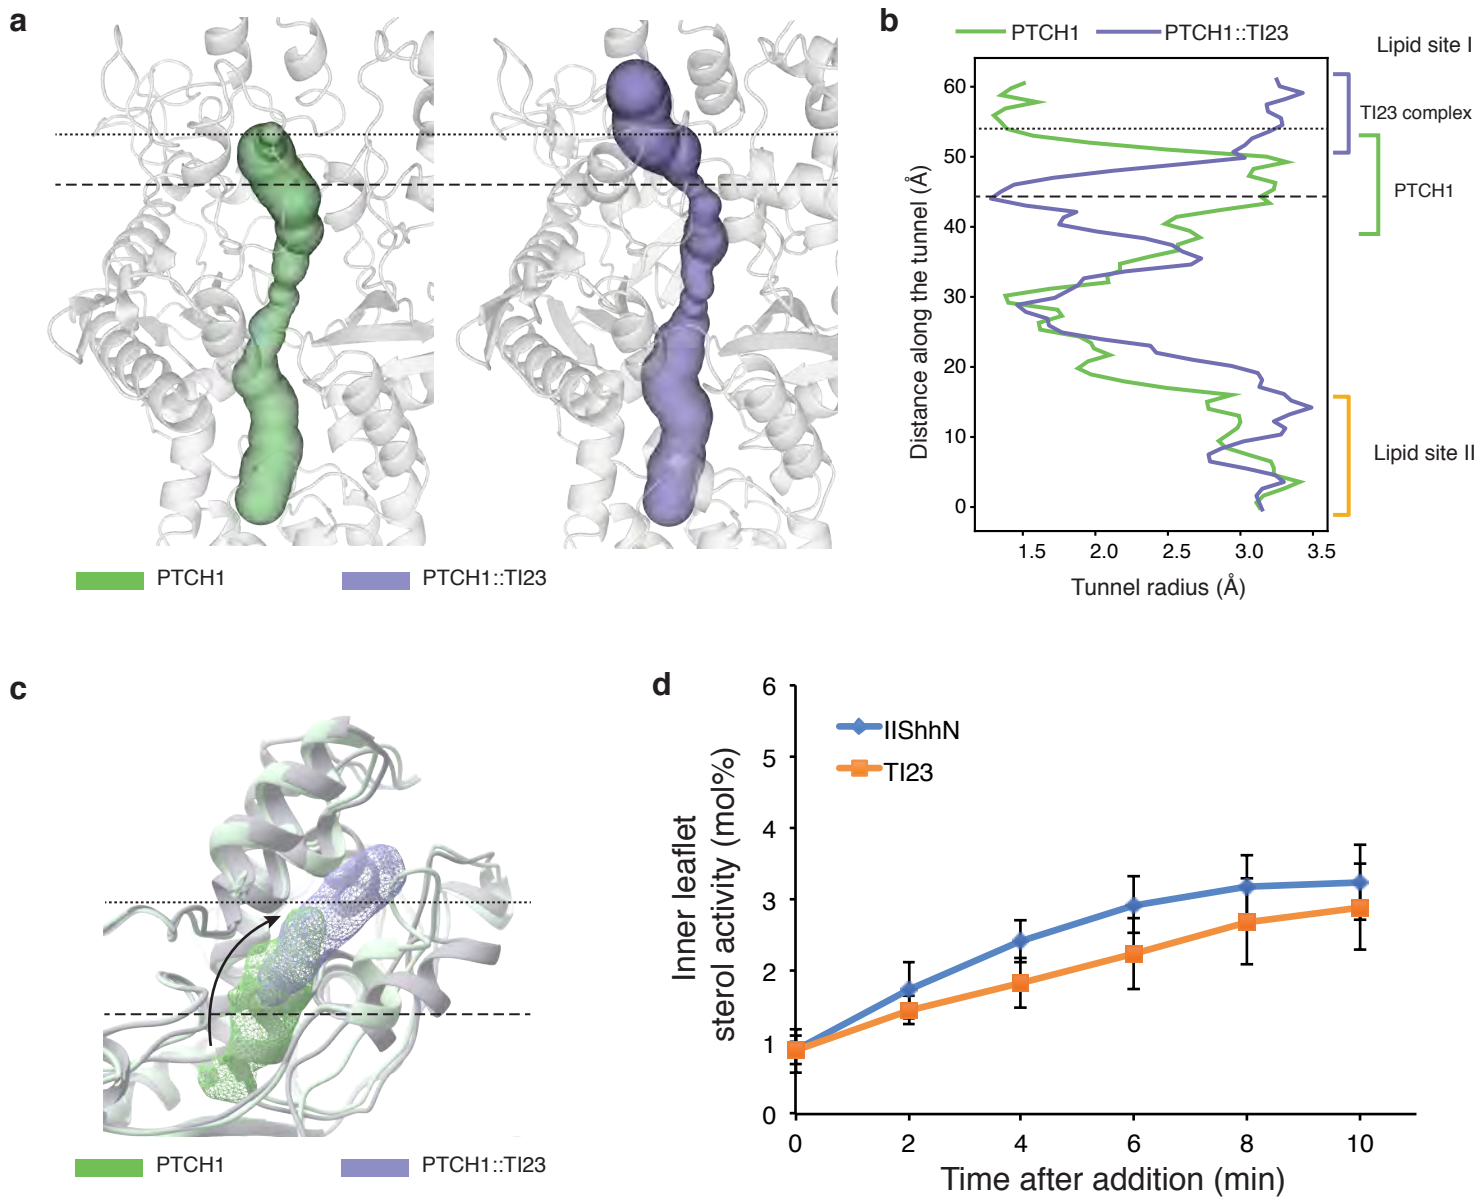 a
PTCH1
PTCH1::TI23
b
PTCH1
PTCH1::TI23
Lipid site I
TI23 complex
PTCH1
Lipid site II
Distance along the tunnel (Å)
60
50
40
30
20
10
0
1.5 2.0 2.5 3.0 3.5
Tunnel radius (Å)
c
PTCH1
PTCH1::TI23
d
IIShhN
TI23
Inner leaflet
sterol activity (mol%)
6
5
4
3
2
1
0
0 2 4 6 8 10
Time after addition (min)